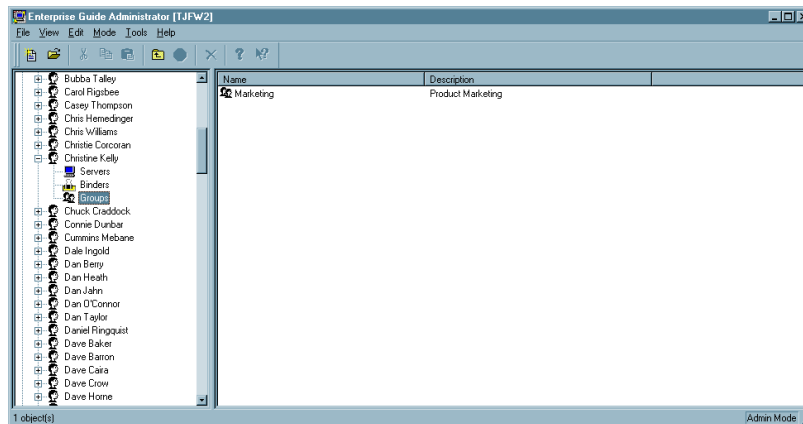 Enterprise Guide Administrator [TJFW2]
File View Edit Mode Tools Help
Bubba Talley
Carol Rigsbee
Casey Thompson
Chris Hemedinger
Chris Williams
Christie Corcoran
Christine Kelly
Servers
Binders
Groups
Chuck Craddock
Connie Dunbar
Cummins Mebane
Dale Ingold
Dan Berry
Dan Heath
Dan Jahn
Dan O'Connor
Dan Taylor
Daniel Ringquist
Dave Baker
Dave Barron
Dave Caira
Dave Crow
Dave Horne
Name Description
Marketing Product Marketing
1 object(s) Admin Mode